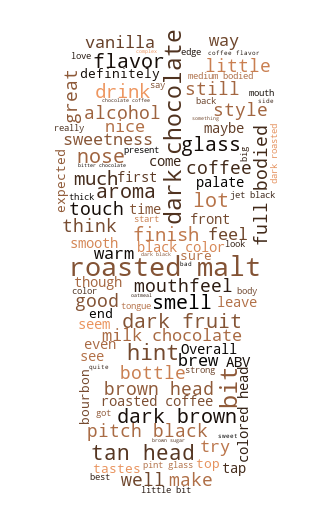 vanilla
way
love
flavor
edge
complex
coffee flavor
definitely
little
great
medium bodied
drink
say
still
mouth
chocolate coffee
dark chocolate
back
style
side
alcohol
something
really
nice
maybe
sweetness
glass
present
big
dark roasted
expected
nose
come
coffee
full bodied
bitter chocolate
much
first
palate
thick
aroma
lot
jet black
touch
time
start
front
think
finish
feel
smooth
black color
look
warm
dark black
sure
roasted malt
bad
though
mouthfeel
body
color
oatmeal
good
smell
leave
tongue
end
seem
dark fruit
milk chocolate
even
hint
Overall
see
brew
ABV
quite
bottle
strong
bit
colored head
bourbon
brown head
roasted coffee
got
dark brown
sweet
pitch black
brown sugar
try
tan head
tastes
pint glass
top
tap
best
well
make
little bit